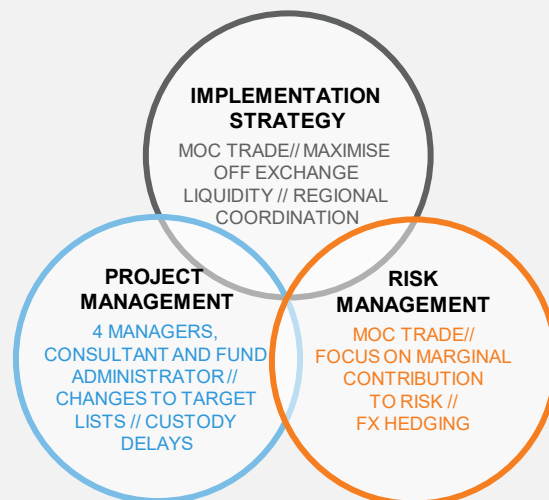 IMPLEMENTATION
STRATEGY
MOC TRADE// MAXIMISE
OFF EXCHANGE
LIQUIDITY // REGIONAL
COORDINATION
PROJECT
MANAGEMENT
4 MANAGERS,
CONSULTANT AND FUND
ADMINISTRATOR //
CHANGES TO TARGET
LISTS // CUSTODY
DELAYS
RISK
MANAGEMENT
MOC TRADE//
FOCUS ON MARGINAL
CONTRIBUTION
TO RISK //
FX HEDGING